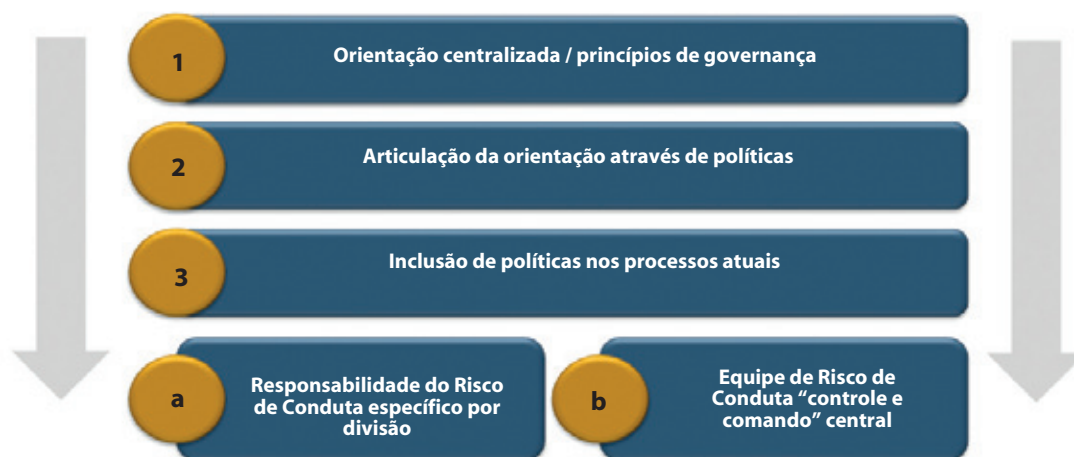 1
Orientação centralizada / princípios de governança
2
Articulação da orientação através de políticas
3
Inclusão de políticas nos processos atuais
a
Responsabilidade do Risco
de Conduta específico por
divisão
b
Equipe de Risco de
Conduta “controle e
comando” central